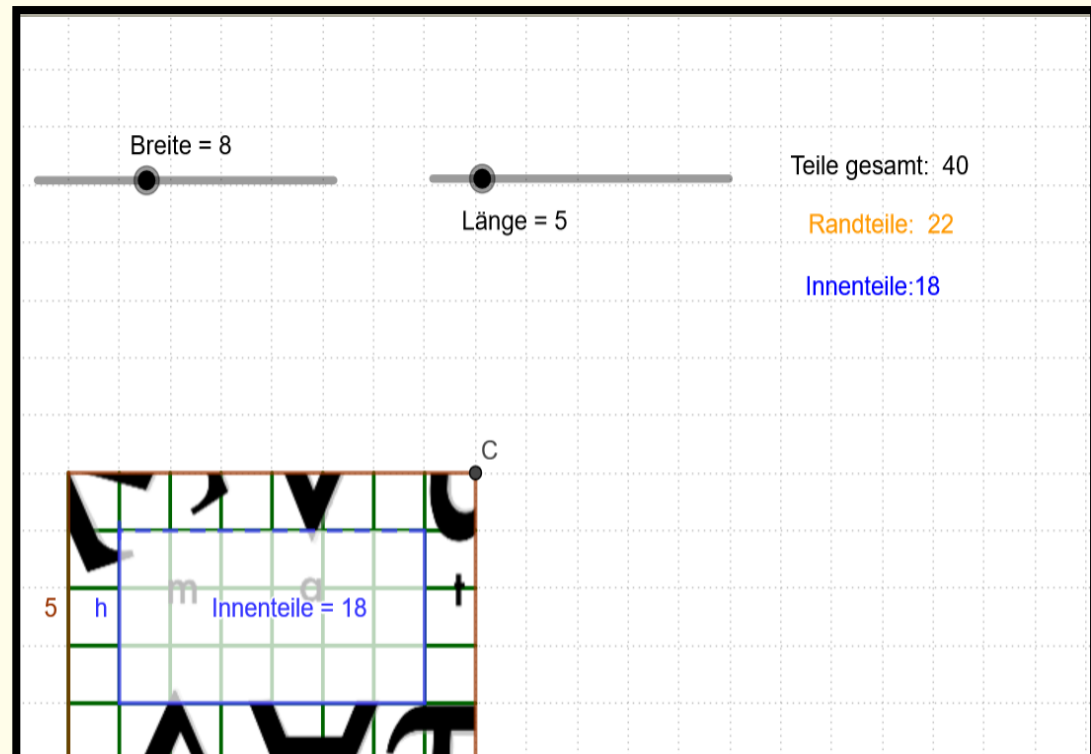 Breite = 8
Länge = 5
Teile gesamt: 40
Randteile: 22
Innenteile:18
C
m a t
5 h Innenteile = 18